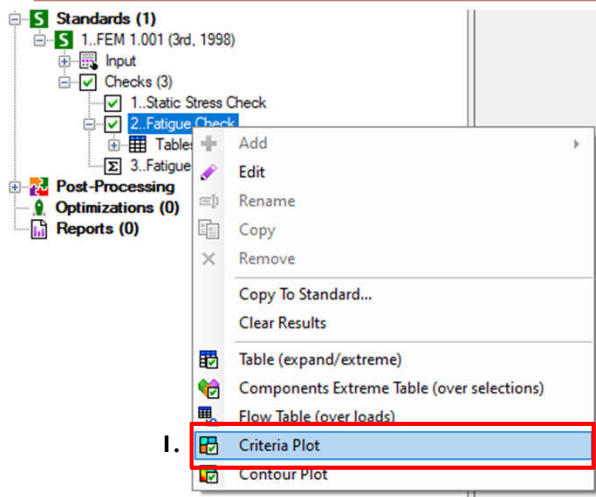 Standards (1)
1..FEM 1.001 (3rd, 1998)
Input
Checks (3)
1..Static Stress Check
2..Fatigue Check
Tables
3..Fatigue
Post-Processing
Optimizations (0)
Reports (0)
Add
Edit
Rename
Copy
Remove
Copy To Standard...
Clear Results
Table (expand/extreme)
Components Extreme Table (over selections)
Flow Table (over loads)
I. Criteria Plot
Contour Plot